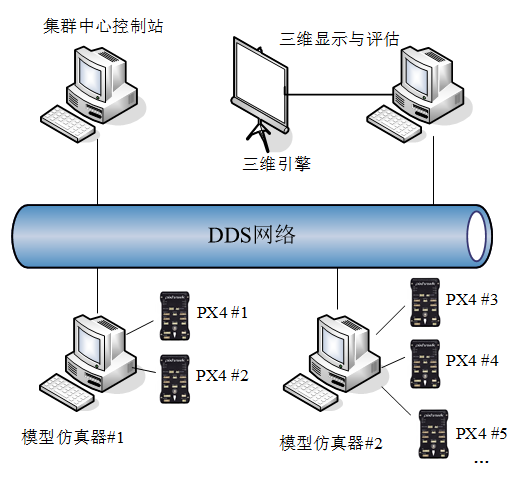 集群中心控制站
三维显示与评估
三维引擎
DDS网络
PX4 #1
PX4 #2
模型仿真器#1
PX4 #3
PX4 #4
PX4 #5
模型仿真器#2
...